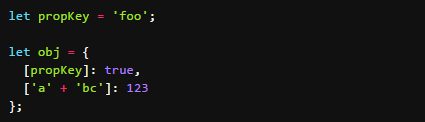 let propKey = 'foo';
let obj = {
[propKey]: true,
['a' + 'bc']: 123
};